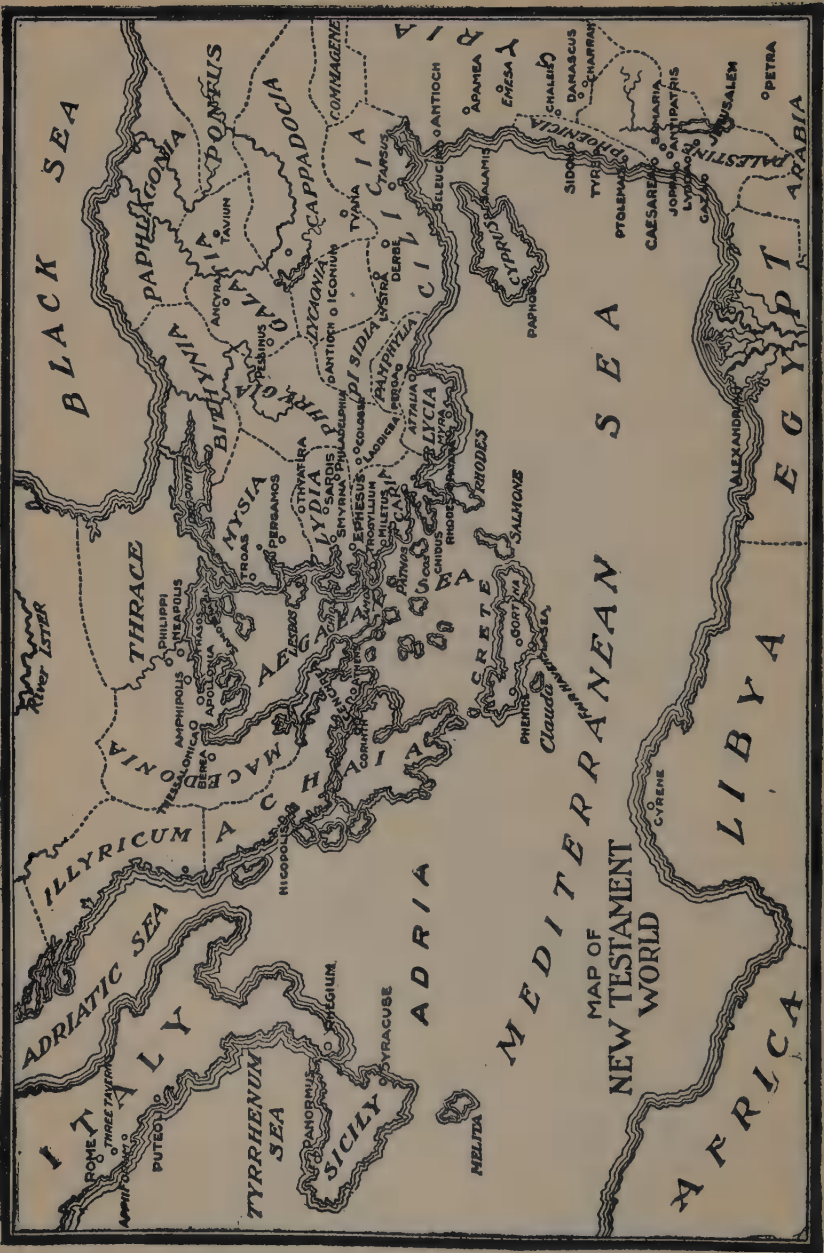 MAP OF
NEW TESTAMENT
WORLD
BLACK SEA
ADRIATIC SEA
TYRRHENUM
SEA
ADRIA
MEDITERRANEAN SEA
ITALY
ROME
THREE TAVERN
PUTEOLI
RHEGIUM
PANORMUS
SICILY
SYRACUSE
MELITA
AFRICA
LIBYA
CYRENE
EGYPT
ALEXANDRIA
ARABIA
ILLYRICUM
MACEDONIA
ACHAIA
NICOPOLIS
THESSALONICA
BEREA
AMPHIPOLIS
APOLLONIA
PHILIPPI
NEAPOLIS
THRACE
River ISTER
CORINTH
CRETE
PHENICE
GORTYNA
Clauda
SALMONE
RHODES
LESBOS
PATMOS
COS
CNIDUS
MYSIA
TROAS
PERGAMOS
THYATIRA
LYDIA
SARDIS
SMYRNA
PHILADELPHIA
EPHESUS
COLOSSE
LAODICEA
TROGYLLIUM
MILETUS
LYCIA
MYRA
ATTALIA
PERGA
PAMPHYLIA
PISIDIA
ANTIOCH
PHRYGIA
BITHYNIA
PAPHLAGONIA
PONTUS
GALATIA
ANCYRA
TAVIUM
PESSINUS
CAPPADOCIA
LYCAONIA
ICONIUM
LYSTRA
DERBE
TYANA
CILICIA
TARSUS
COMMAGENE
SELEUCIA
ANTIOCH
APAMEA
EMESA
CHALEIS
DAMASCUS
CYPRUS
SALAMIS
PAPHOS
PHOENICIA
SIDON
TYRE
PTOLEMAIS
CAESAREA
SAMARIA
ANTIPATRIS
JOPPA
LYDDA
GAZA
PALESTINE
JERUSALEM
PETRA